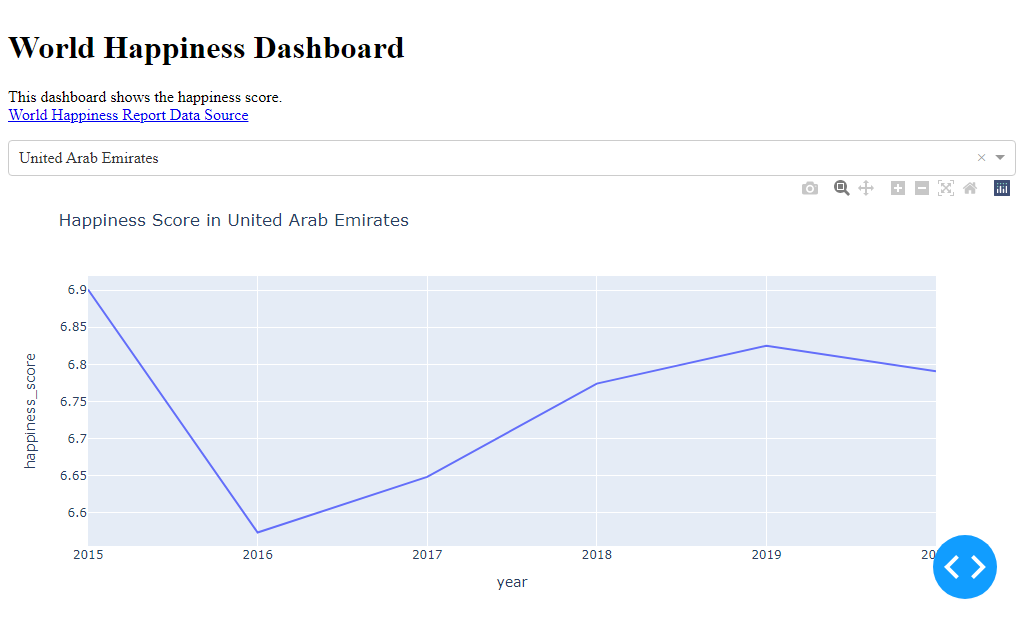 World Happiness Dashboard
This dashboard shows the happiness score.
World Happiness Report Data Source
United Arab Emirates
Happiness Score in United Arab Emirates
6.9
6.85
6.8
6.75
6.7
6.65
6.6
happiness_score
2015 2016 2017 2018 2019
year